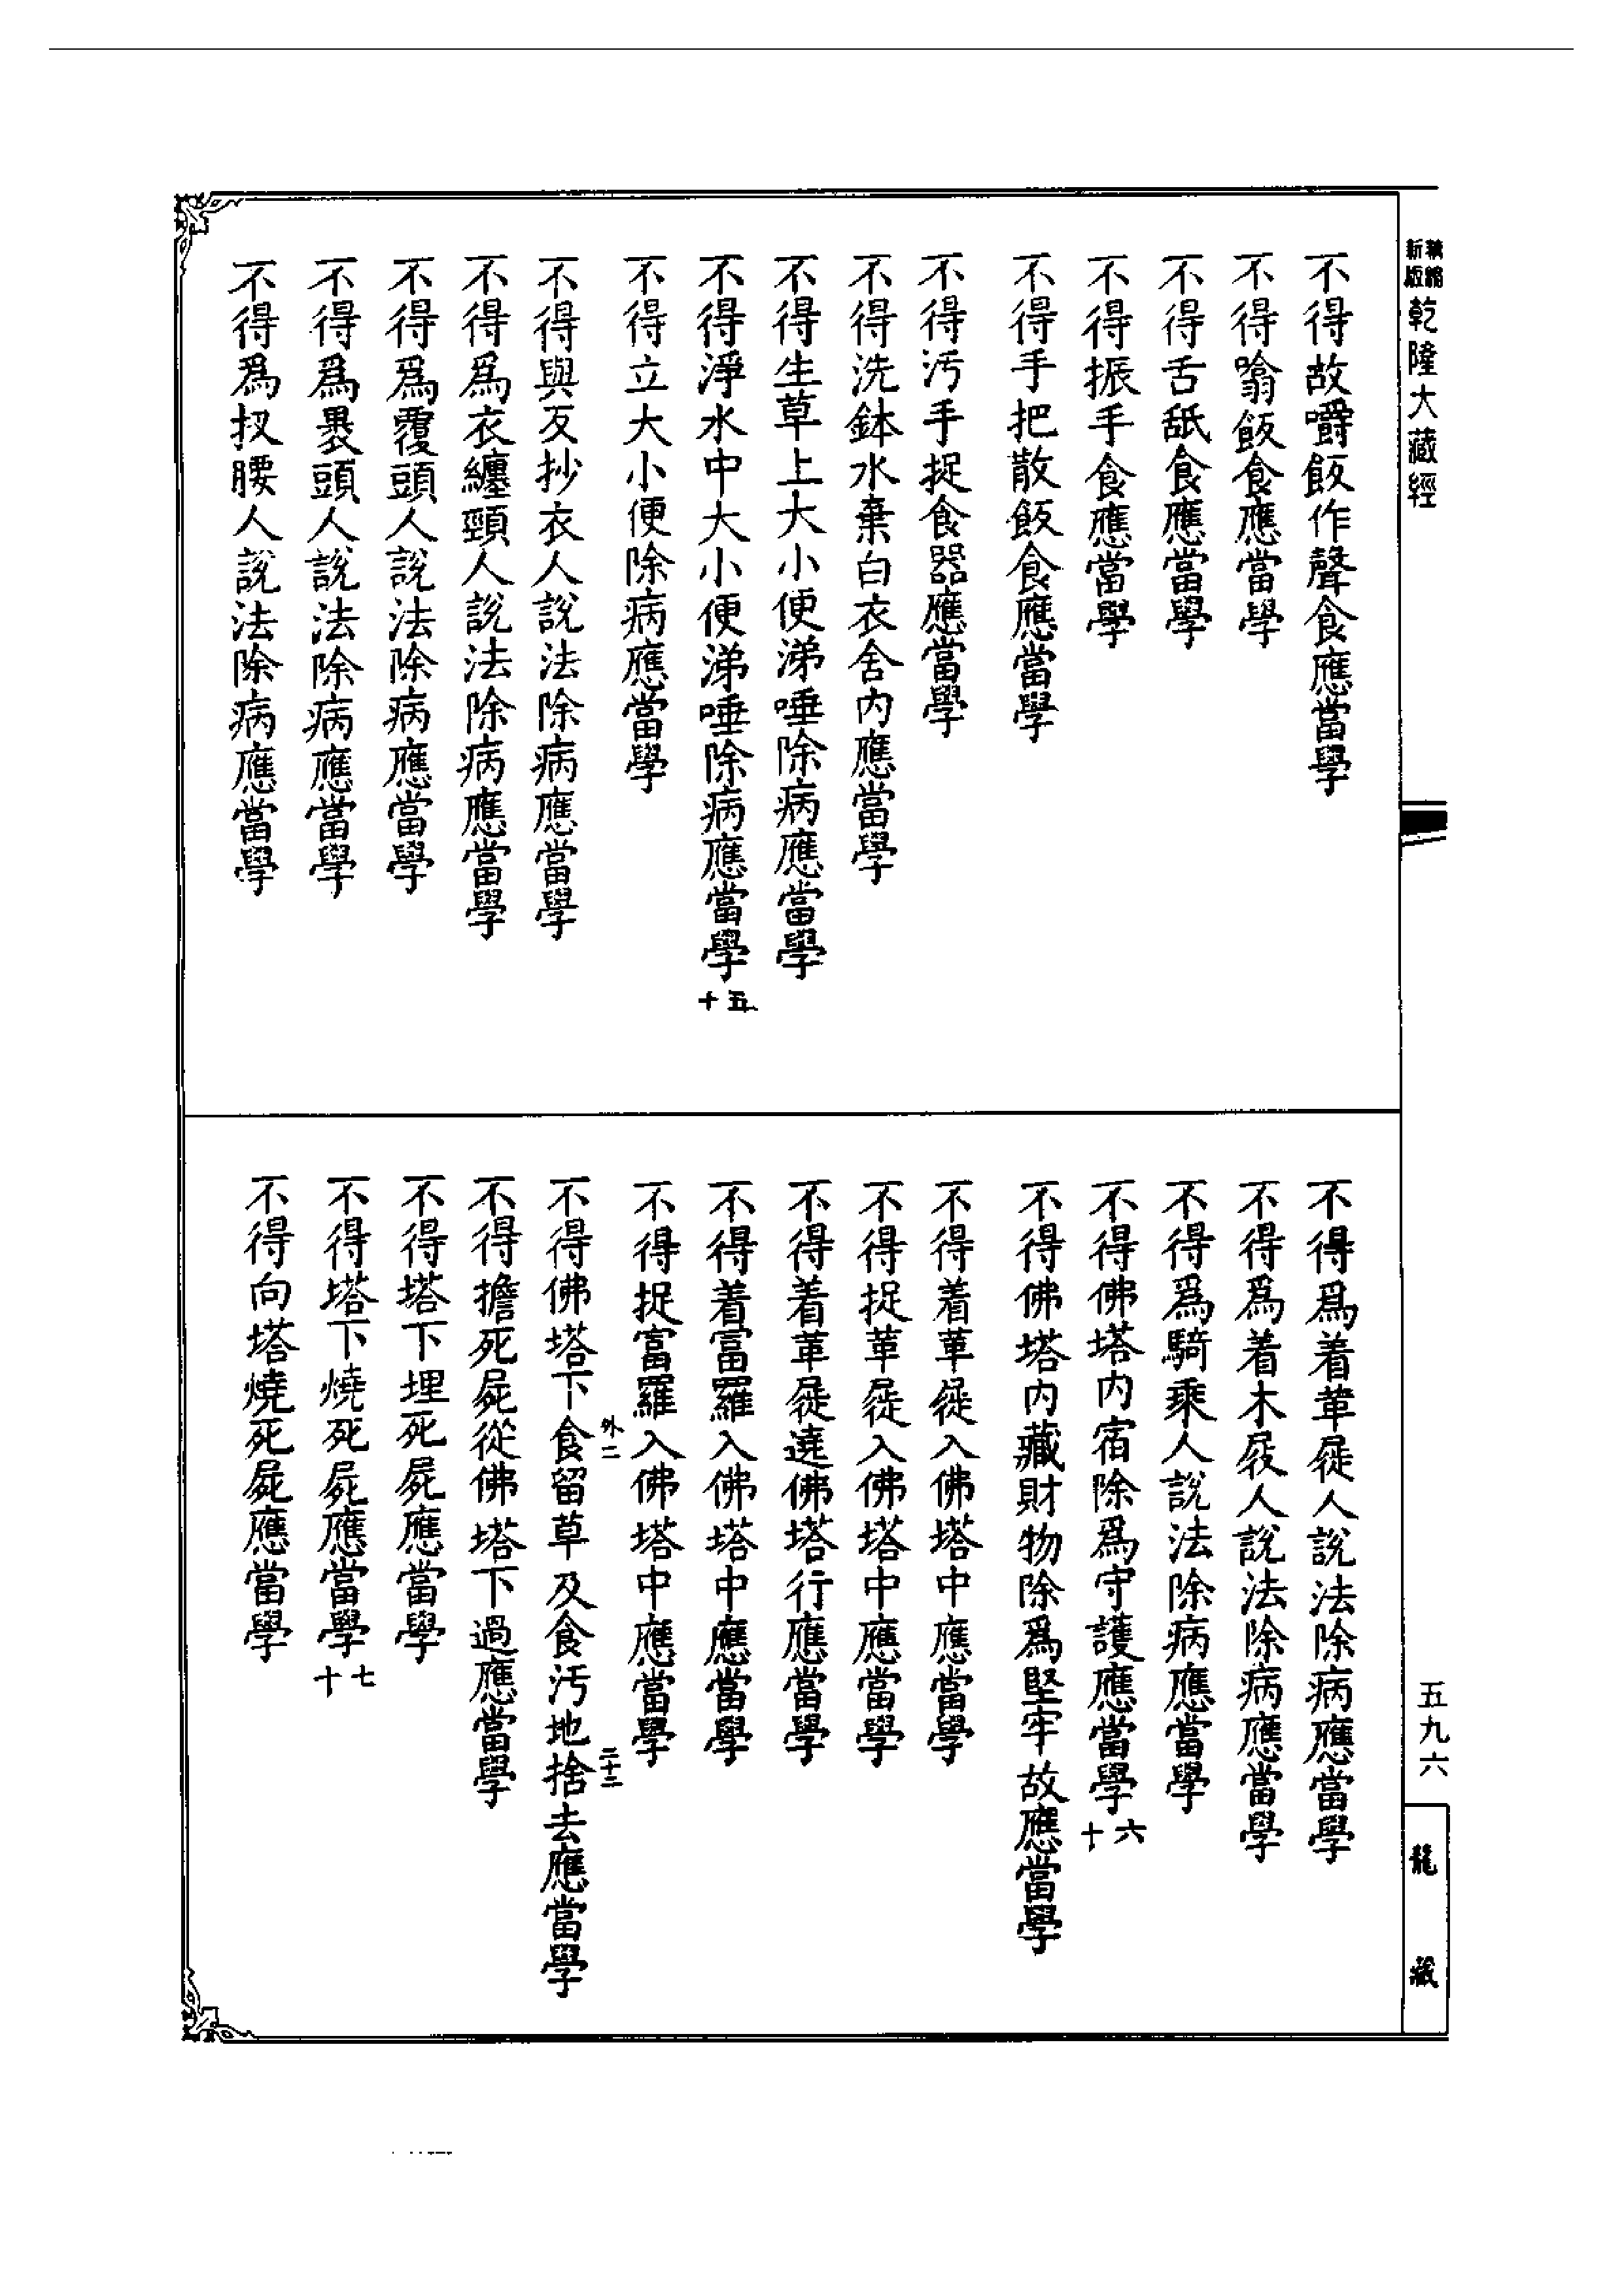 新版精縮 乾隆大藏經
不得故嚼飯作聲食應當學
不得噏飯食應當學
不得舌舐食應當學
不得振手食應當學
不得手把散飯食應當學
不得污手捉食器應當學
不得洗鉢水棄白衣舍內應當學
不得生草上大小便涕唾除病應當學
不得淨水中大小便涕唾除病應當學五十
不得立大小便除病應當學
不得與反抄衣人說法除病應當學
不得爲衣纏頸人說法除病應當學
不得爲覆頭人說法除病應當學
不得爲裹頭人說法除病應當學
不得爲扠腰人說法除病應當學
不得爲着革屣人說法除病應當學
不得爲着木屐人說法除病應當學
不得爲騎乘人說法除病應當學
不得佛塔內宿除爲守護應當學六十
不得佛塔內藏財物除爲堅牢故應當學
不得着革屣入佛塔中應當學
不得捉革屣入佛塔中應當學
不得着革屣遶佛塔行應當學
不得着富羅入佛塔中應當學
不得捉富羅入佛塔中應當學
外二 二十二
不得佛塔下食留草及食污地捨去應當學
不得擔死屍從佛塔下過應當學
不得塔下埋死屍應當學
不得塔下燒死屍應當學七十
不得向塔燒死屍應當學
五九六
龍藏